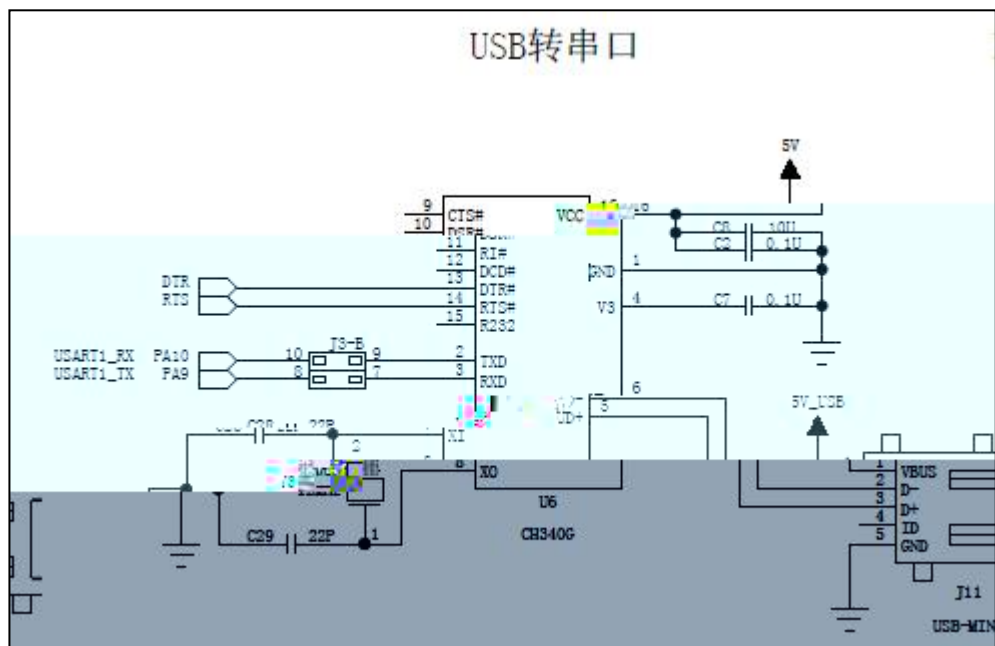 USB转串口
5V
9 CTS# VCC
10 DSR#
C8 10U
11 RI# C2 0.1U
12 DCD# GND 1
DTR 13 DTR#
RTS 14 RTS# V3 4 C7 0.1U
15 R232
J3-B
USART1_RX PA10 10 9 2 TXD
USART1_TX PA9 8 7 3 RXD
6
UD+ 5 5V_USB
22P XI
2
8 XO 1 VBUS
2 D-
3 D+
U6 4 ID
C29 22P 1 CH340G 5 GND
J11
USB-MIN